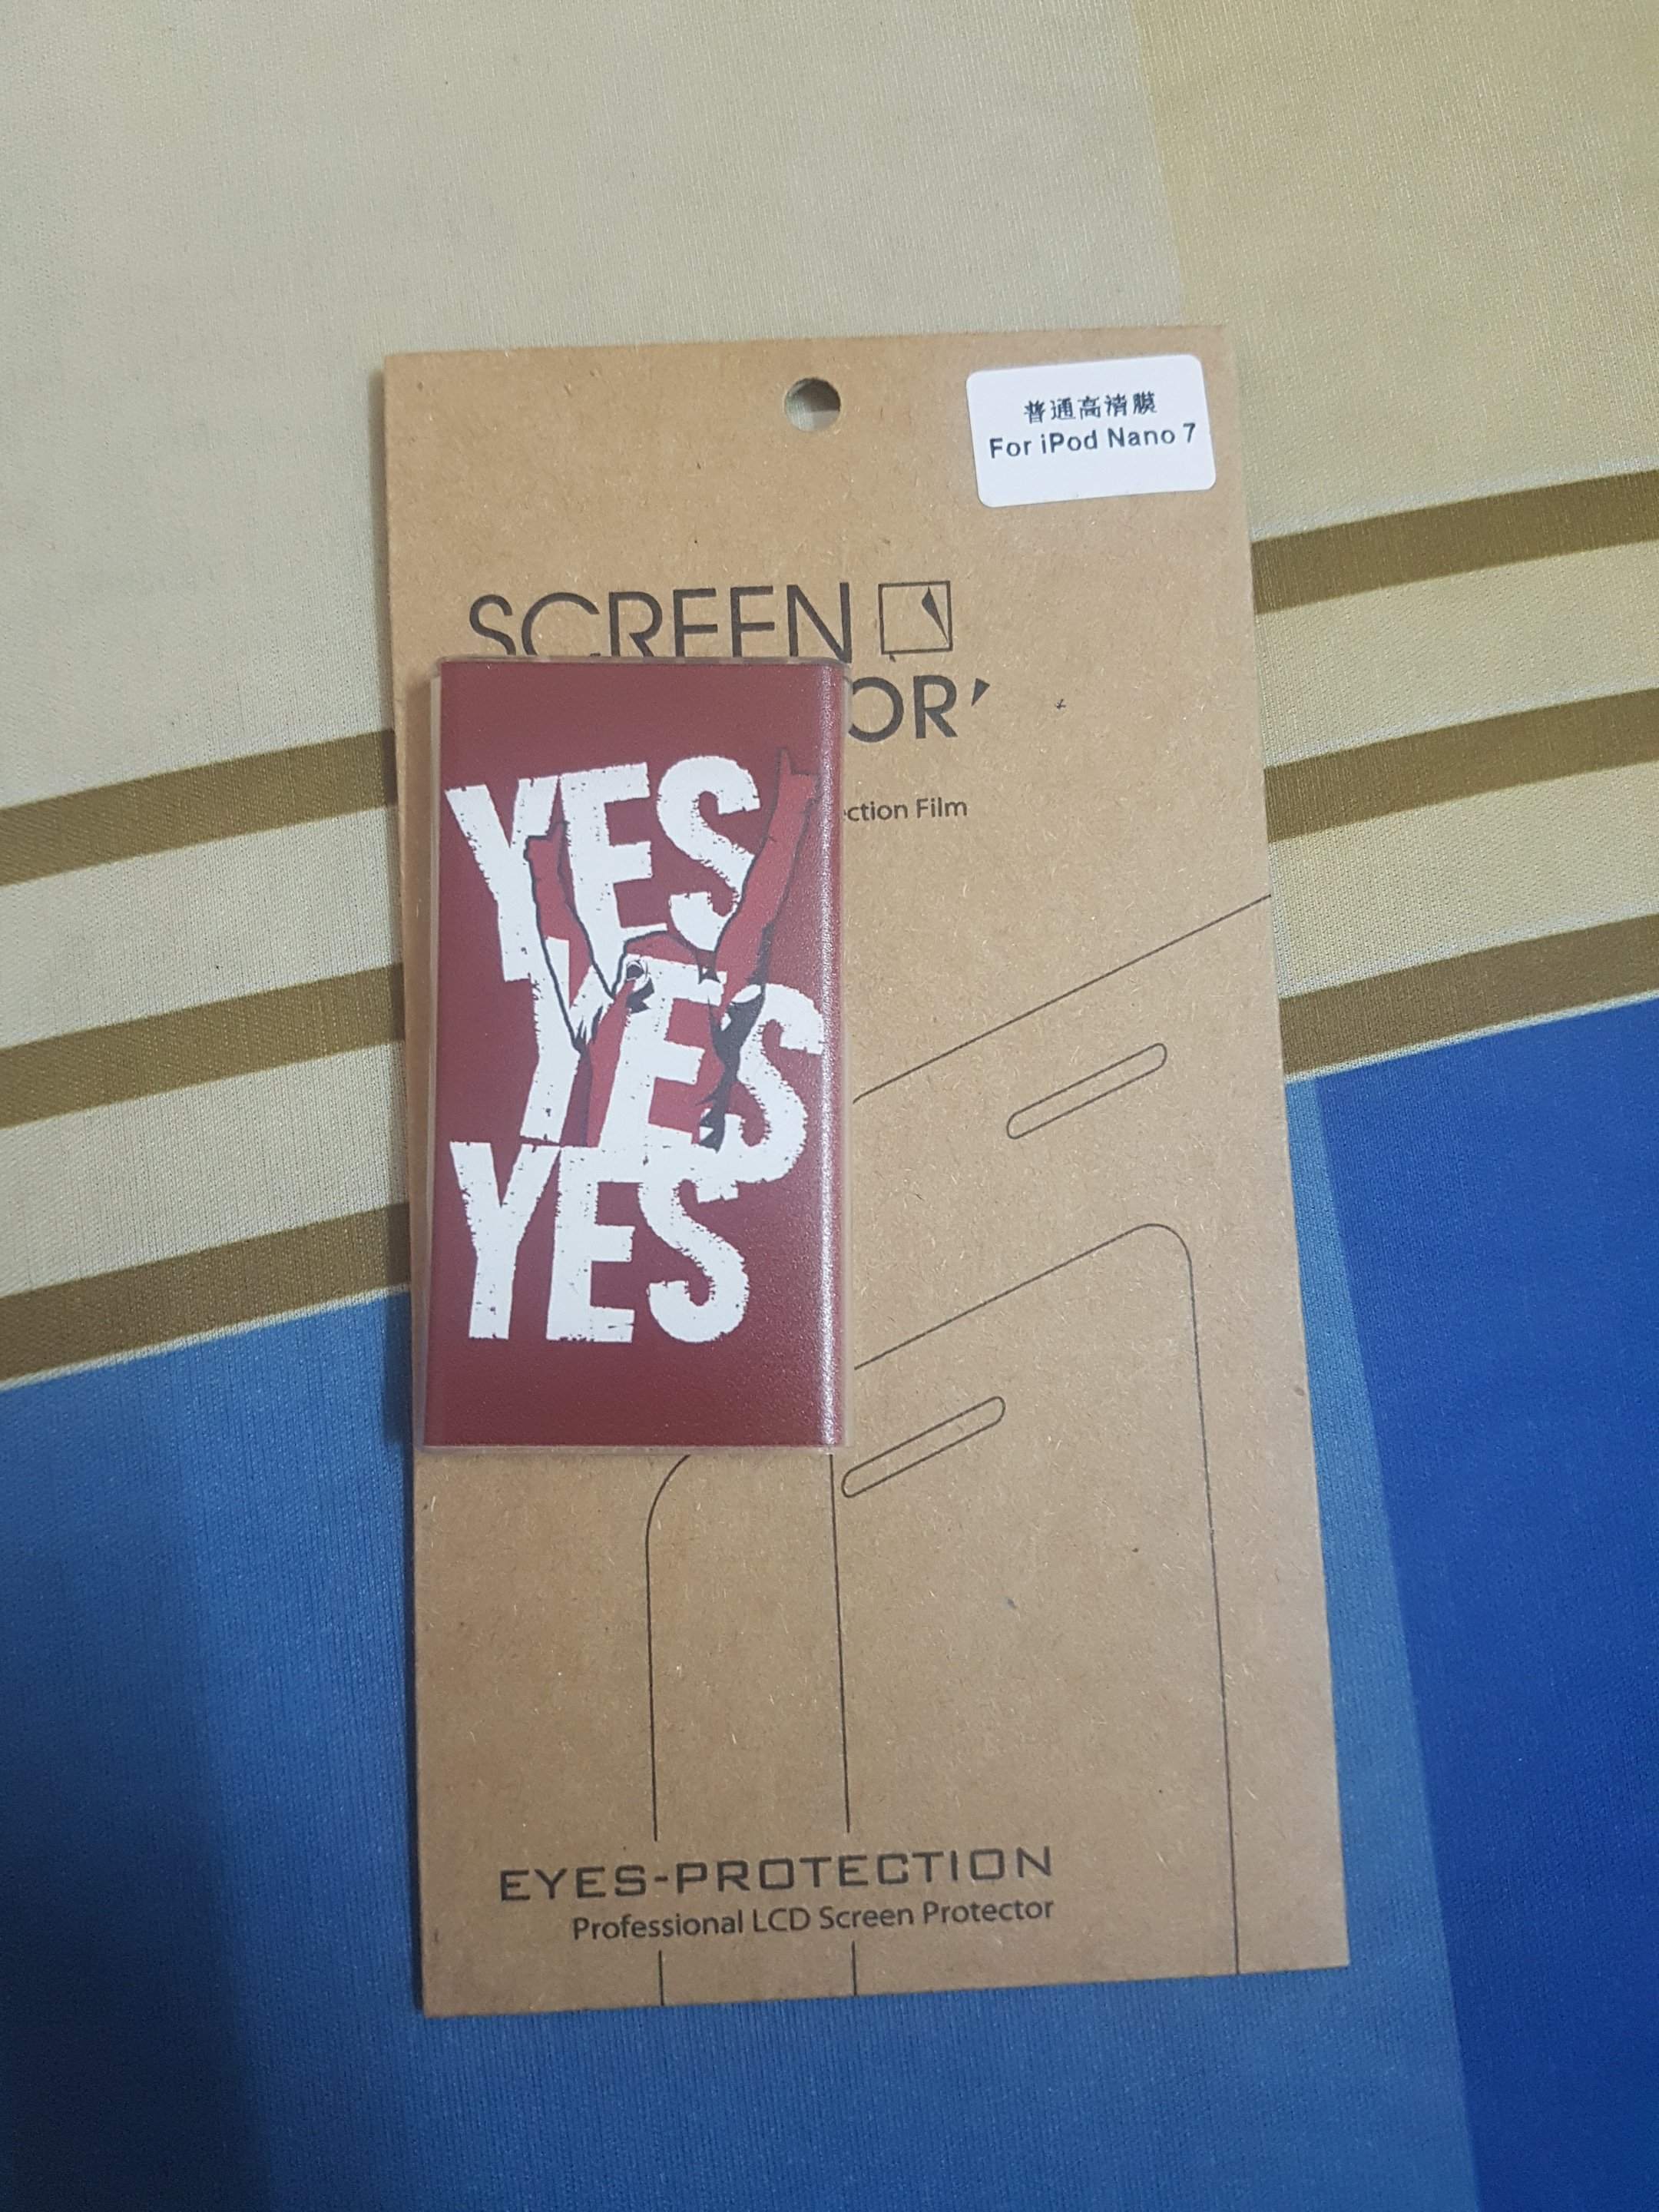 普通高清膜
For iPod Nano 7
SCREEN
OR
ction Film
YES
YES
YES
EYES-PROTECTION
Professional LCD Screen Protector